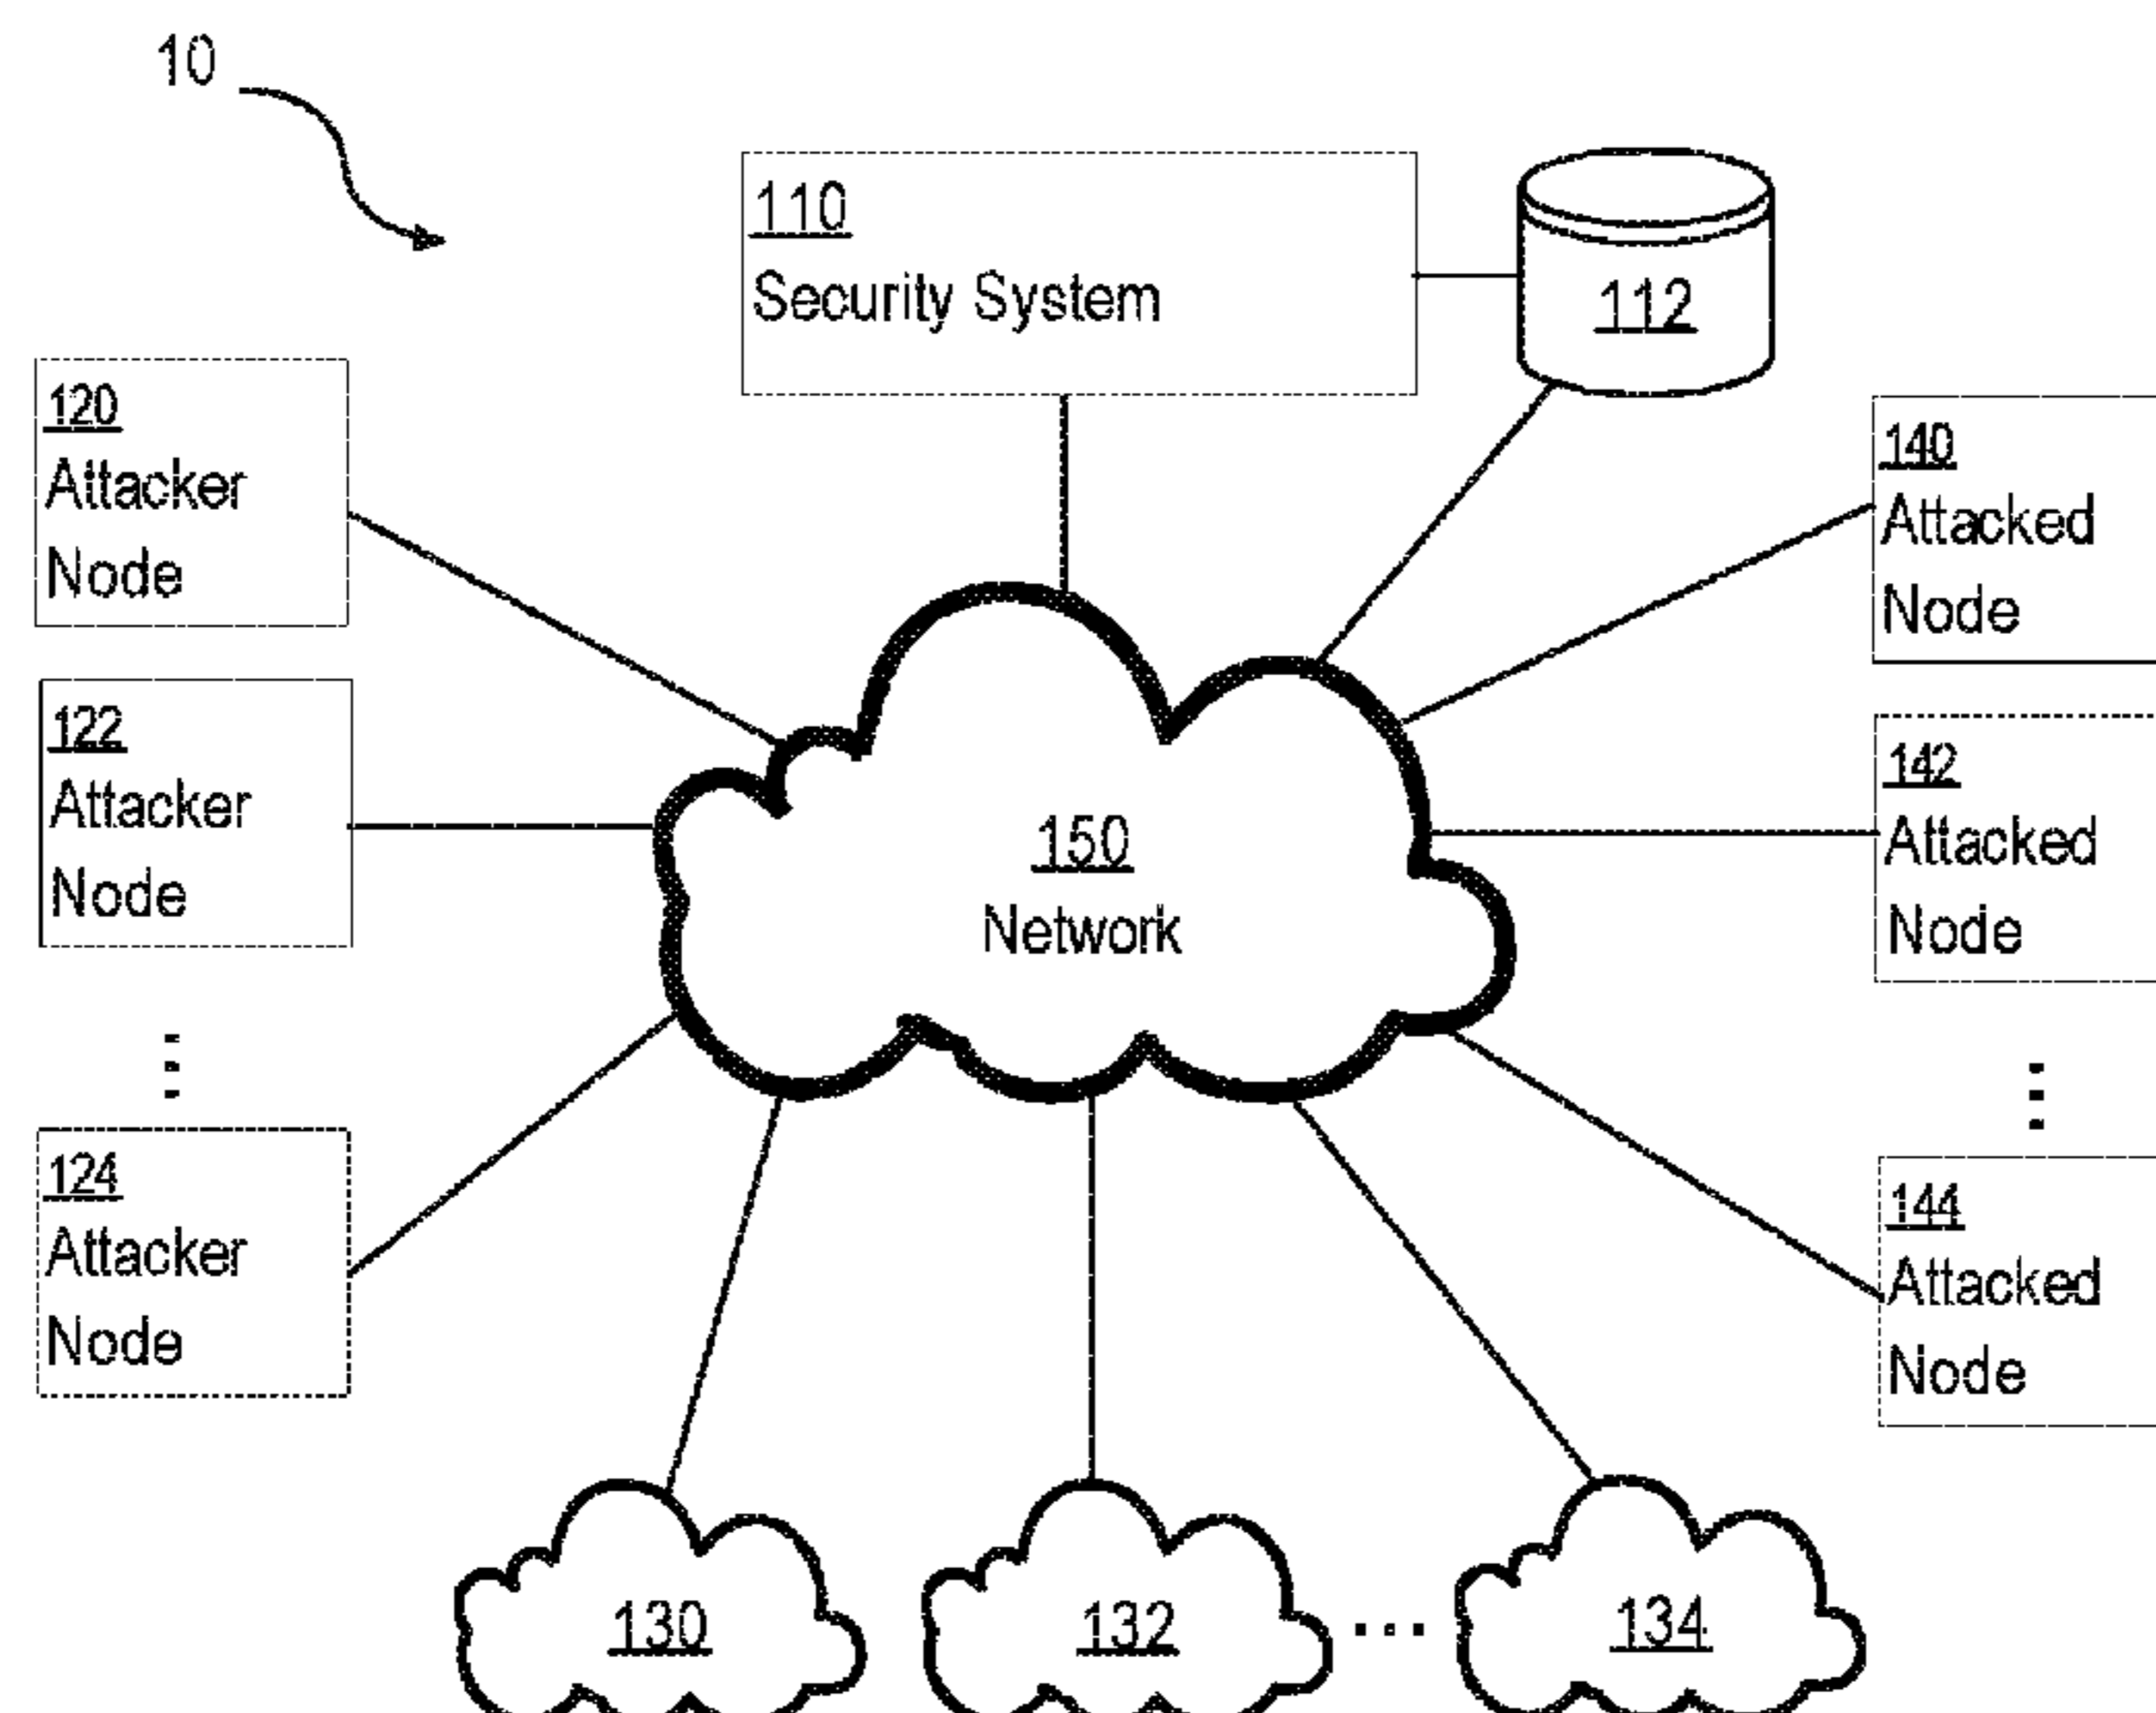 10
110
Security System
112
120
Attacker
Node
140
Attacked
Node
122
Attacker
Node
142
Attacked
Node
150
Network
⋮
⋮
124
Attacker
Node
144
Attacked
Node
130
132
...
134